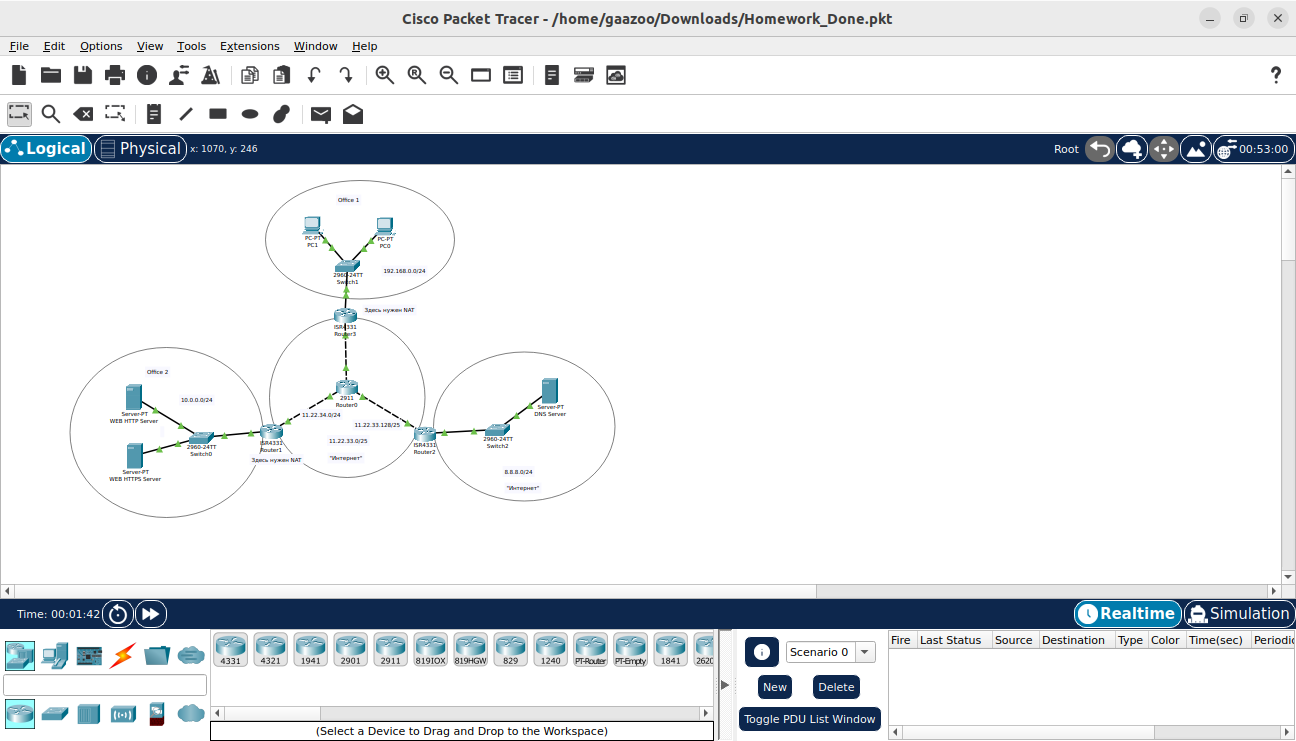 Cisco Packet Tracer - /home/gaazoo/Downloads/Homework_Done.pkt
File Edit Options View Tools Extensions Window Help
Logical Physical x: 1070, y: 246 Root 00:53:00
Office 1
PC-PT
PC1
PC-PT
PC0
2960-24TT
Switch1
192.168.0.0/24
Здесь нужен NAT
ISR4331
Router3
Office 2
10.0.0.0/24
Server-PT
WEB HTTP Server
Server-PT
WEB HTTPS Server
2960-24TT
Switch0
ISR4331
Router1
Здесь нужен NAT
2911
Router0
11.22.34.0/24
11.22.33.128/25
11.22.33.0/25
"Интернет"
ISR4331
Router2
2960-24TT
Switch2
Server-PT
DNS Server
8.8.8.0/24
"Интернет"
Time: 00:01:42 Realtime Simulation
4331 4321 1941 2901 2911 819IOX 819HGW 829 1240 PT-Router PT-Empty 1841 2620
(Select a Device to Drag and Drop to the Workspace)
Scenario 0
New Delete
Toggle PDU List Window
Fire Last Status Source Destination Type Color Time(sec) Periodic